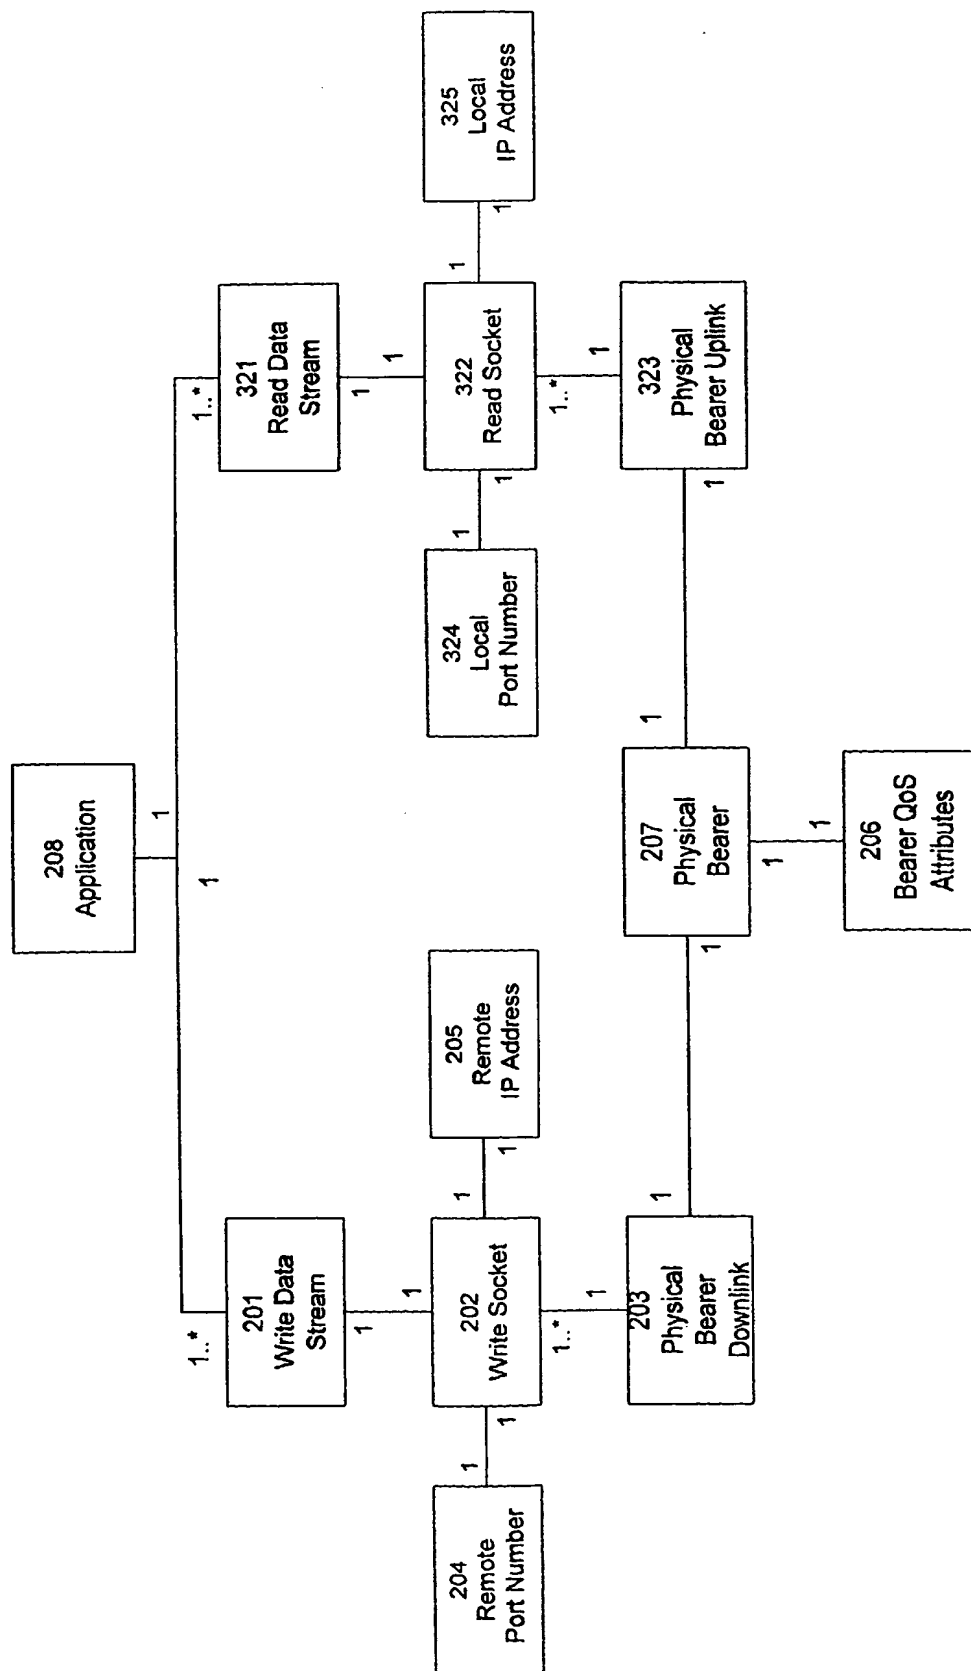 208
Application
1
1
1..*
201
Write Data
Stream
1
1
1..*
321
Read Data
Stream
1
1
204
Remote
Port Number
1
1
202
Write Socket
1
1
205
Remote
IP Address
324
Local
Port Number
1
1
322
Read Socket
1
1
325
Local
IP Address
1..*
1
1..*
1
203
Physical
Bearer
Downlink
1
1
207
Physical
Bearer
1
1
323
Physical
Bearer Uplink
1
1
206
Bearer QoS
Attributes